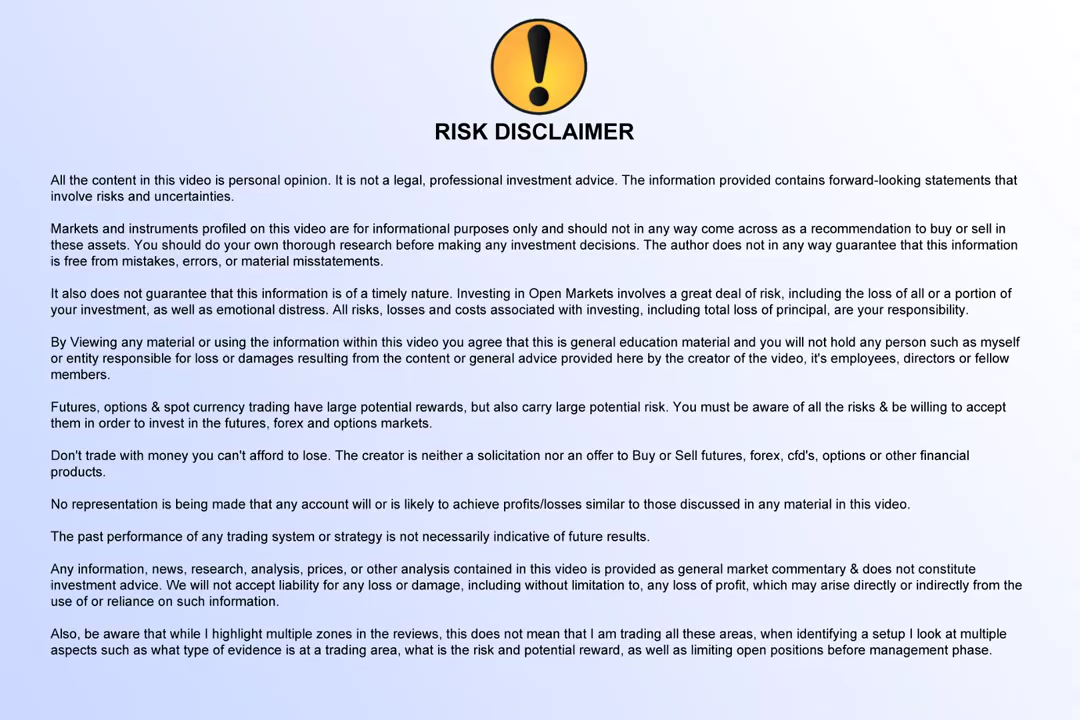 RISK DISCLAIMER
All the content in this video is personal opinion. It is not a legal, professional investment advice. The information provided contains forward-looking statements that
involve risks and uncertainties.
Markets and instruments profiled on this video are for informational purposes only and should not in any way come across as a recommendation to buy or sell in
these assets. You should do your own thorough research before making any investment decisions. The author does not in any way guarantee that this information
is free from mistakes, errors, or material misstatements.
It also does not guarantee that this information is of a timely nature. Investing in Open Markets involves a great deal of risk, including the loss of all or a portion of
your investment, as well as emotional distress. All risks, losses and costs associated with investing, including total loss of principal, are your responsibility.
By Viewing any material or using the information within this video you agree that this is general education material and you will not hold any person such as myself
or entity responsible for loss or damages resulting from the content or general advice provided here by the creator of the video, it's employees, directors or fellow
members.
Futures, options & spot currency trading have large potential rewards, but also carry large potential risk. You must be aware of all the risks & be willing to accept
them in order to invest in the futures, forex and options markets.
Don't trade with money you can't afford to lose. The creator is neither a solicitation nor an offer to Buy or Sell futures, forex, cfd's, options or other financial
products.
No representation is being made that any account will or is likely to achieve profits/losses similar to those discussed in any material in this video.
The past performance of any trading system or strategy is not necessarily indicative of future results.
Any information, news, research, analysis, prices, or other analysis contained in this video is provided as general market commentary & does not constitute
investment advice. We will not accept liability for any loss or damage, including without limitation to, any loss of profit, which may arise directly or indirectly from the
use of or reliance on such information.
Also, be aware that while I highlight multiple zones in the reviews, this does not mean that I am trading all these areas, when identifying a setup I look at multiple
aspects such as what type of evidence is at a trading area, what is the risk and potential reward, as well as limiting open positions before management phase.